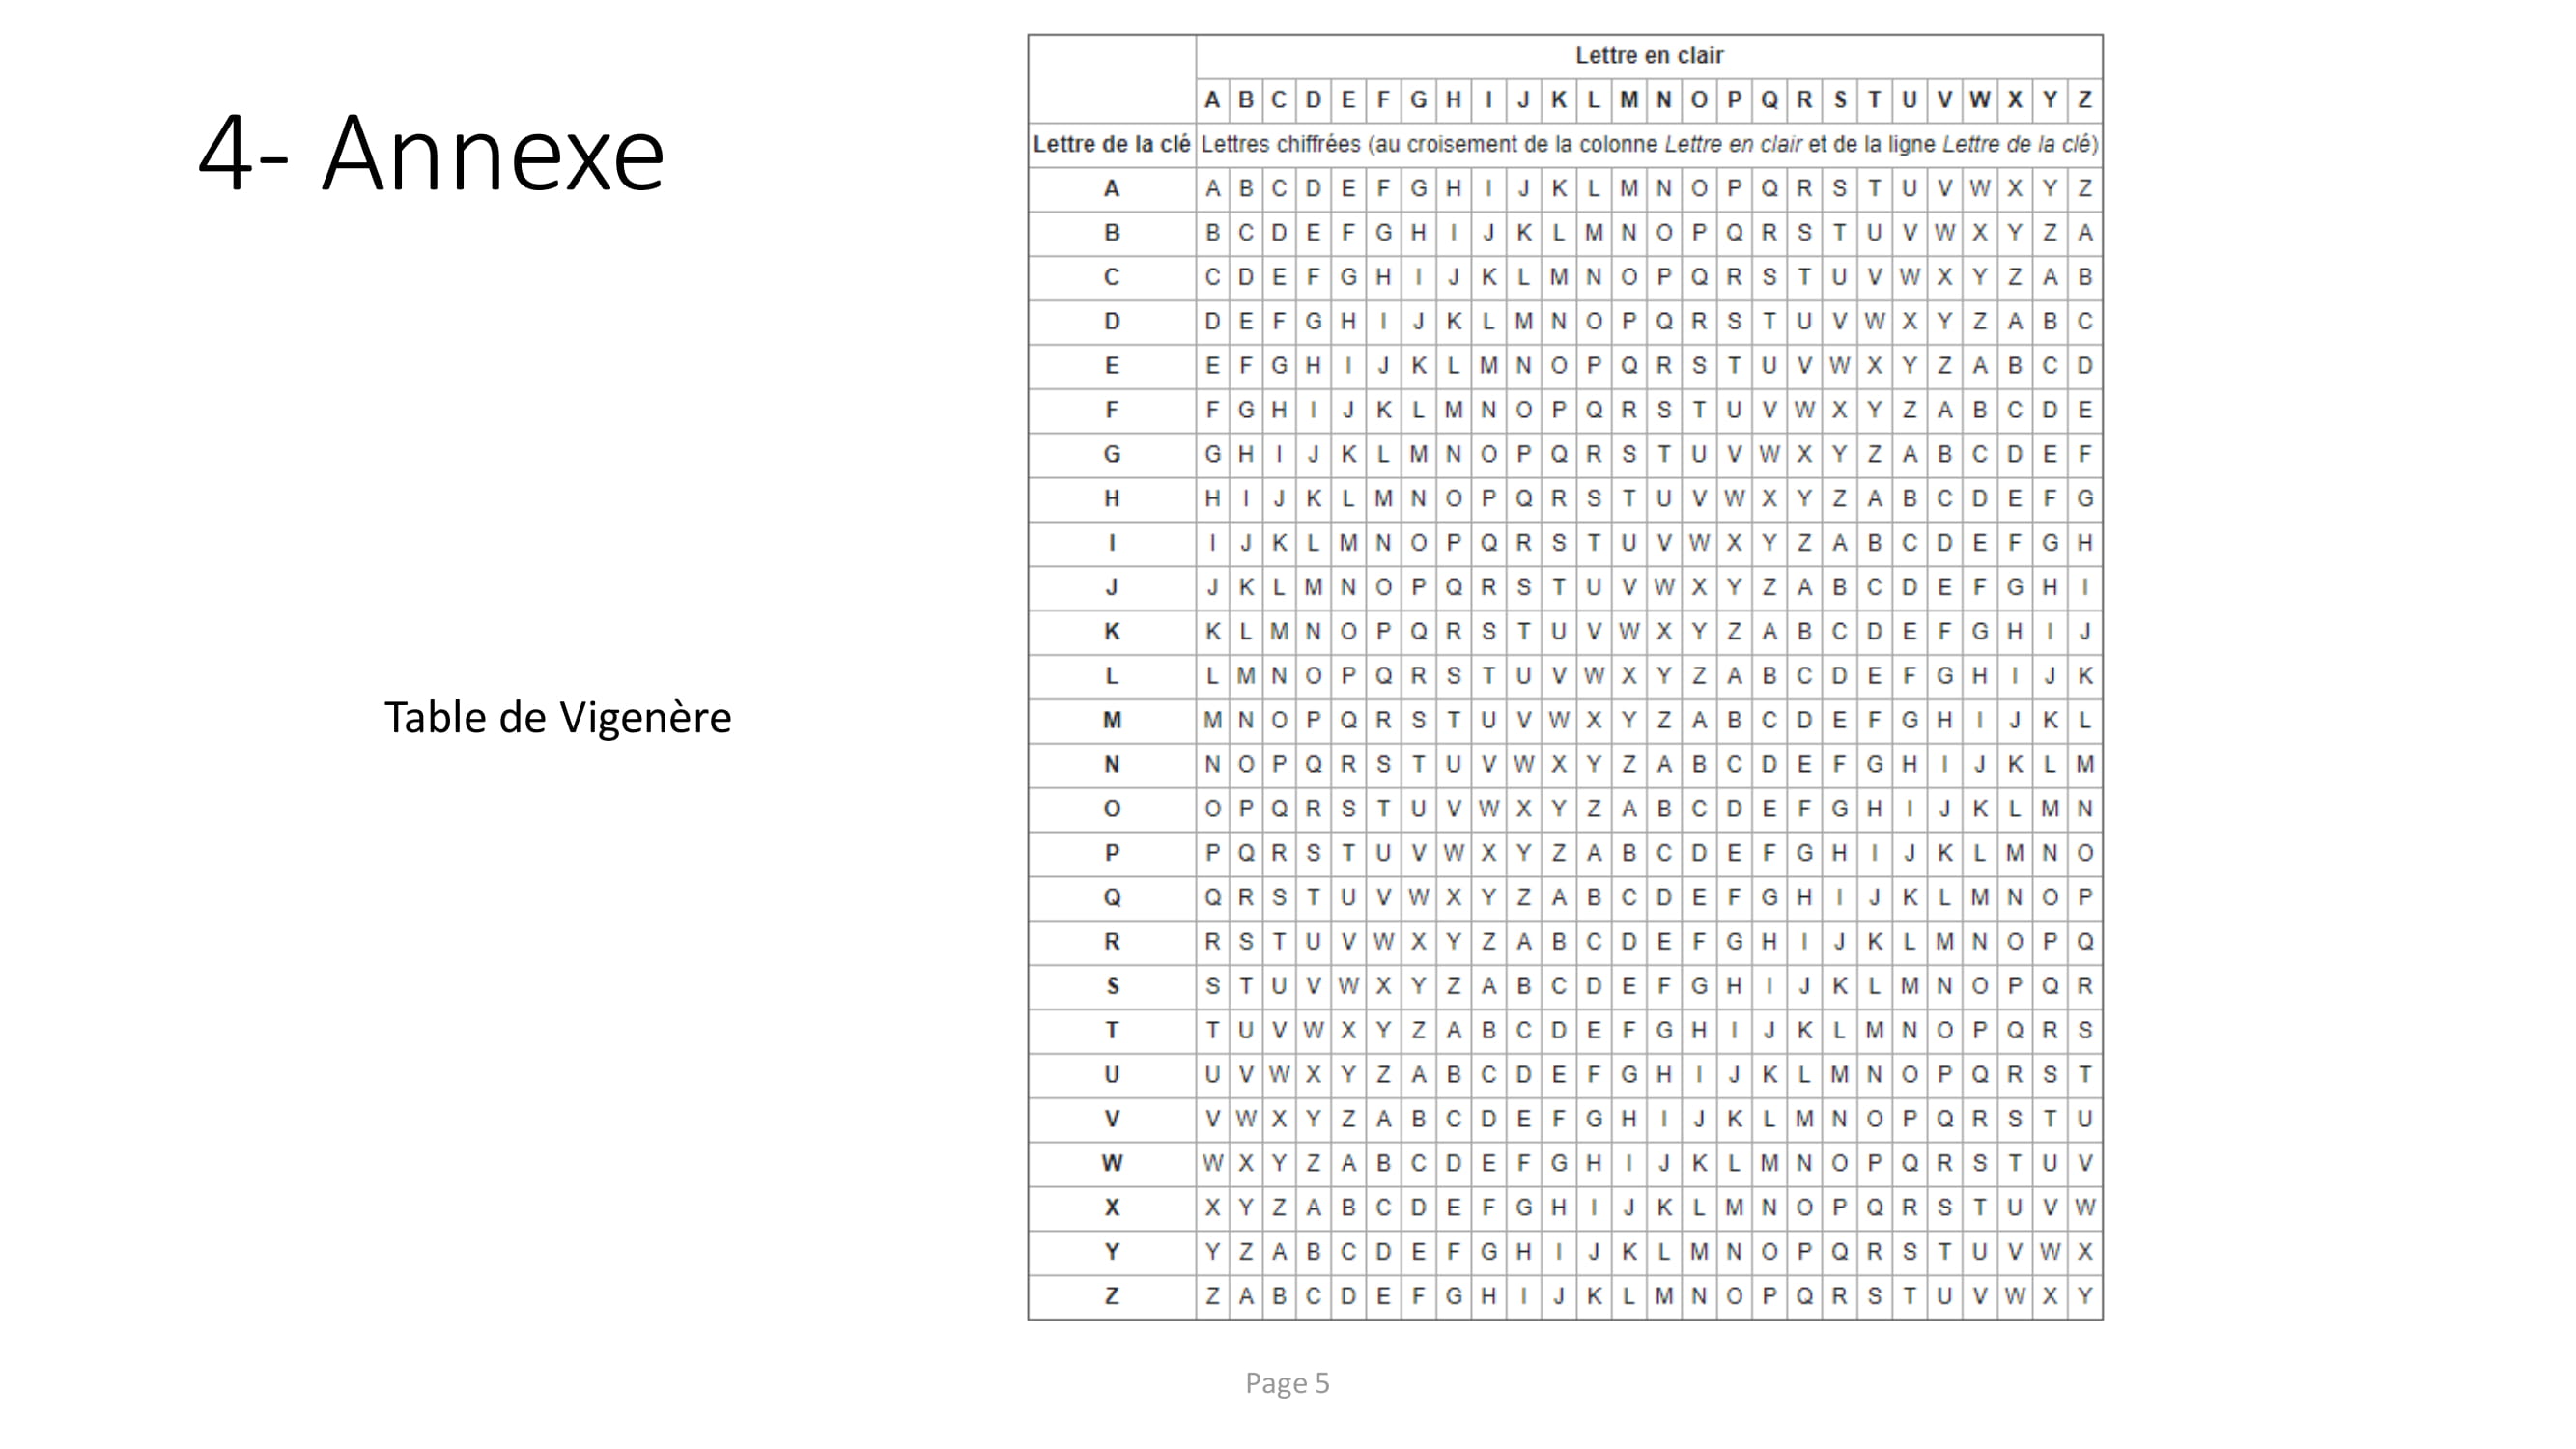 4- Annexe
Table de Vigenère
Lettre en clair
A B C D E F G H I J K L M N O P Q R S T U V W X Y Z
Lettre de la clé Lettres chiffrées (au croisement de la colonne Lettre en clair et de la ligne Lettre de la clé)
A A B C D E F G H I J K L M N O P Q R S T U V W X Y Z
B B C D E F G H I J K L M N O P Q R S T U V W X Y Z A
C C D E F G H I J K L M N O P Q R S T U V W X Y Z A B
D D E F G H I J K L M N O P Q R S T U V W X Y Z A B C
E E F G H I J K L M N O P Q R S T U V W X Y Z A B C D
F F G H I J K L M N O P Q R S T U V W X Y Z A B C D E
G G H I J K L M N O P Q R S T U V W X Y Z A B C D E F
H H I J K L M N O P Q R S T U V W X Y Z A B C D E F G
I I J K L M N O P Q R S T U V W X Y Z A B C D E F G H
J J K L M N O P Q R S T U V W X Y Z A B C D E F G H I
K K L M N O P Q R S T U V W X Y Z A B C D E F G H I J
L L M N O P Q R S T U V W X Y Z A B C D E F G H I J K
M M N O P Q R S T U V W X Y Z A B C D E F G H I J K L
N N O P Q R S T U V W X Y Z A B C D E F G H I J K L M
O O P Q R S T U V W X Y Z A B C D E F G H I J K L M N
P P Q R S T U V W X Y Z A B C D E F G H I J K L M N O
Q Q R S T U V W X Y Z A B C D E F G H I J K L M N O P
R R S T U V W X Y Z A B C D E F G H I J K L M N O P Q
S S T U V W X Y Z A B C D E F G H I J K L M N O P Q R
T T U V W X Y Z A B C D E F G H I J K L M N O P Q R S
U U V W X Y Z A B C D E F G H I J K L M N O P Q R S T
V V W X Y Z A B C D E F G H I J K L M N O P Q R S T U
W W X Y Z A B C D E F G H I J K L M N O P Q R S T U V
X X Y Z A B C D E F G H I J K L M N O P Q R S T U V W
Y Y Z A B C D E F G H I J K L M N O P Q R S T U V W X
Z Z A B C D E F G H I J K L M N O P Q R S T U V W X Y
Page 5